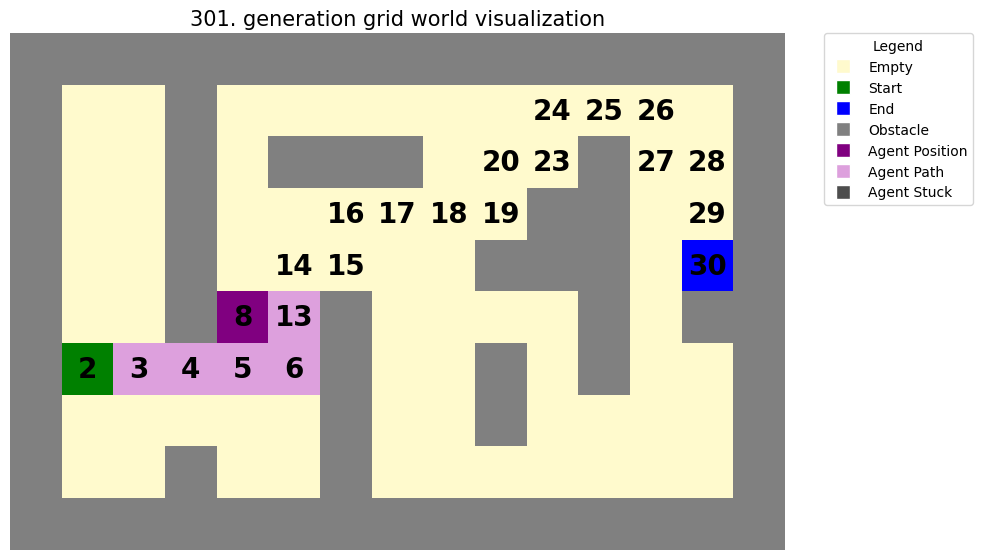 301. generation grid world visualization
Legend
Empty
Start
End
Obstacle
Agent Position
Agent Path
Agent Stuck
24 25 26
20 23 27 28
16 17 18 19 29
14 15 30
8 13
2 3 4 5 6